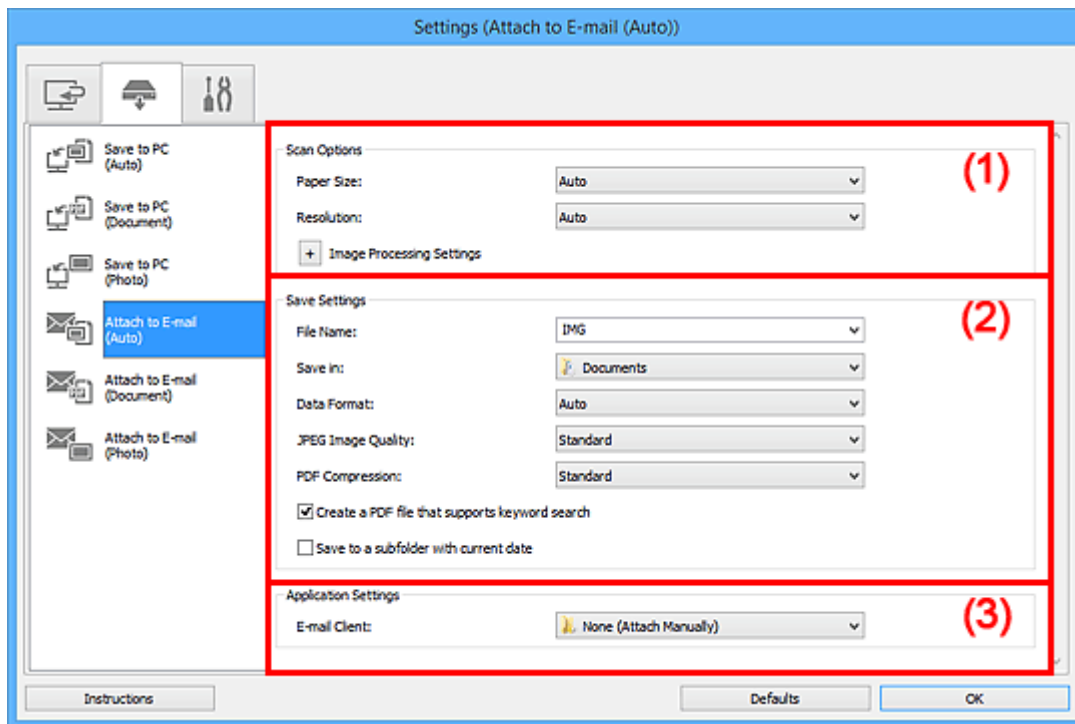 Settings (Attach to E-mail (Auto))
Save to PC
(Auto)
Save to PC
(Document)
Save to PC
(Photo)
Attach to E-mail
(Auto)
Attach to E-mail
(Document)
Attach to E-mail
(Photo)
Scan Options
(1)
Paper Size: Auto
Resolution: Auto
+ Image Processing Settings
Save Settings
(2)
File Name: IMG
Save in: Documents
Data Format: Auto
JPEG Image Quality: Standard
PDF Compression: Standard
Create a PDF file that supports keyword search
Save to a subfolder with current date
Application Settings
(3)
E-mail Client: None (Attach Manually)
Instructions Defaults OK